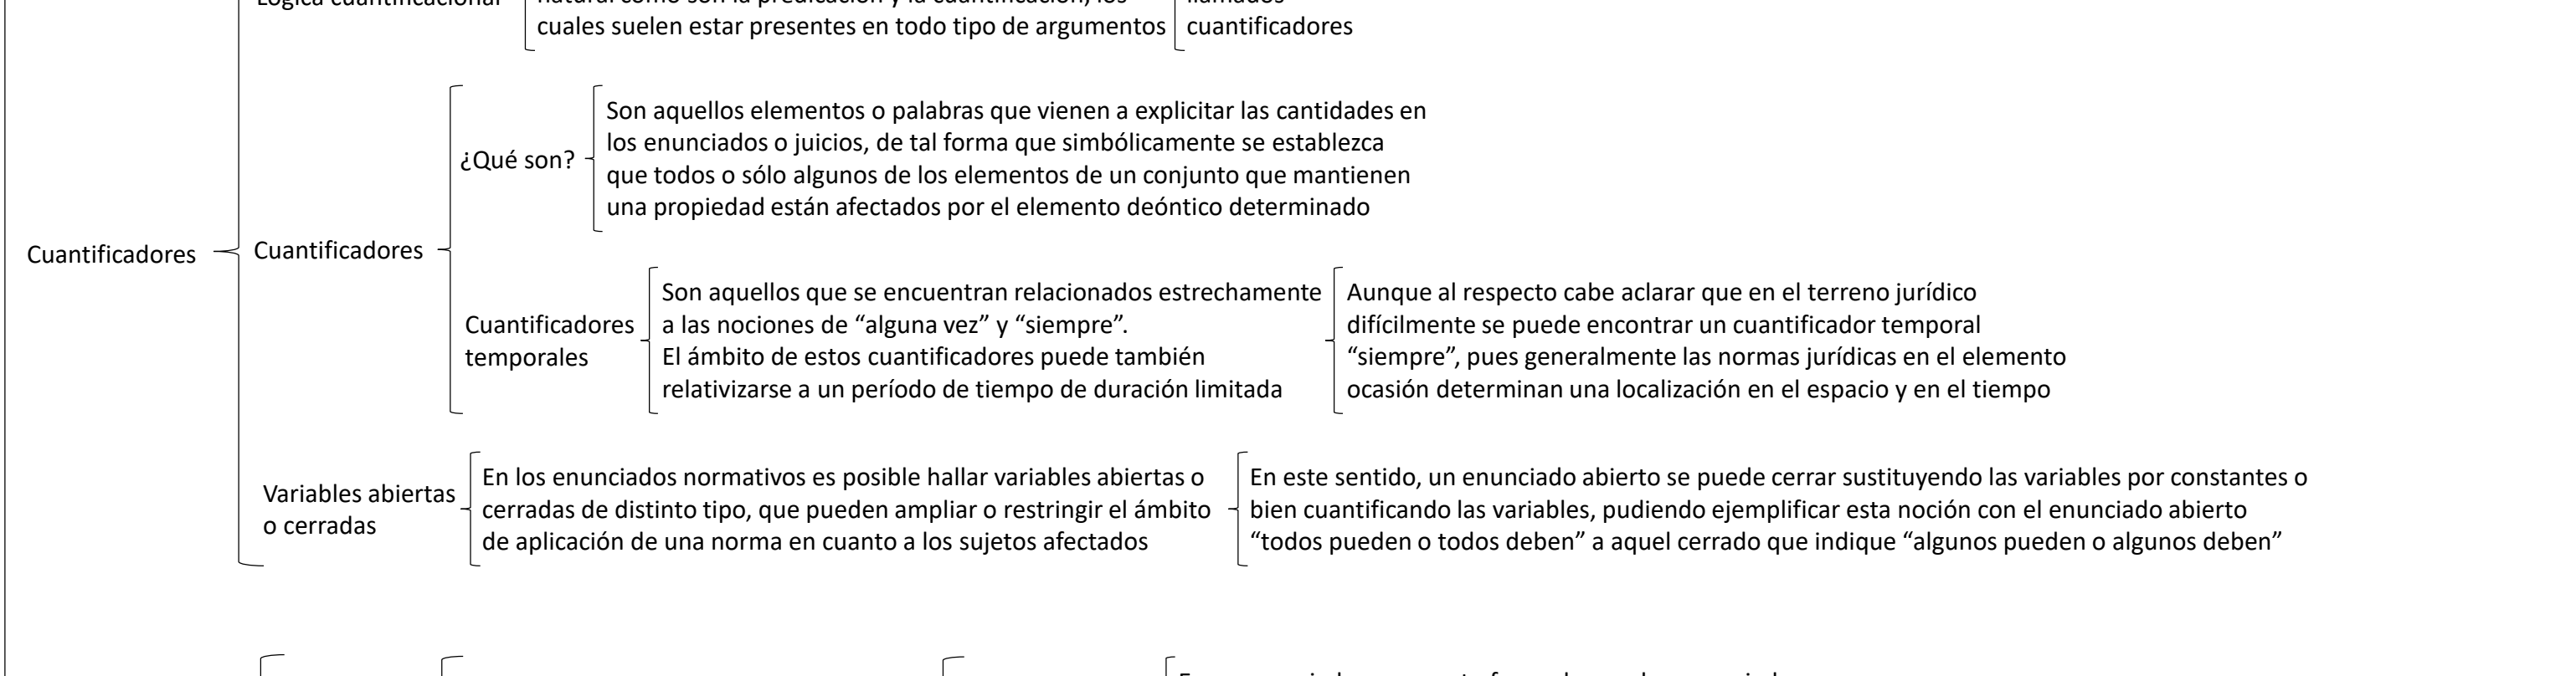 Lógica cuantificacional
natural como son la predicación y la cuantificación, los
cuales suelen estar presentes en todo tipo de argumentos
llamados
cuantificadores
Cuantificadores
Cuantificadores
¿Qué son?
Son aquellos elementos o palabras que vienen a explicitar las cantidades en
los enunciados o juicios, de tal forma que simbólicamente se establezca
que todos o sólo algunos de los elementos de un conjunto que mantienen
una propiedad están afectados por el elemento deóntico determinado
Cuantificadores
temporales
Son aquellos que se encuentran relacionados estrechamente
a las nociones de “alguna vez” y “siempre”.
El ámbito de estos cuantificadores puede también
relativizarse a un período de tiempo de duración limitada
Aunque al respecto cabe aclarar que en el terreno jurídico
difícilmente se puede encontrar un cuantificador temporal
“siempre”, pues generalmente las normas jurídicas en el elemento
ocasión determinan una localización en el espacio y en el tiempo
Variables abiertas
o cerradas
En los enunciados normativos es posible hallar variables abiertas o
cerradas de distinto tipo, que pueden ampliar o restringir el ámbito
de aplicación de una norma en cuanto a los sujetos afectados
En este sentido, un enunciado abierto se puede cerrar sustituyendo las variables por constantes o
bien cuantificando las variables, pudiendo ejemplificar esta noción con el enunciado abierto
“todos pueden o todos deben” a aquel cerrado que indique “algunos pueden o algunos deben”